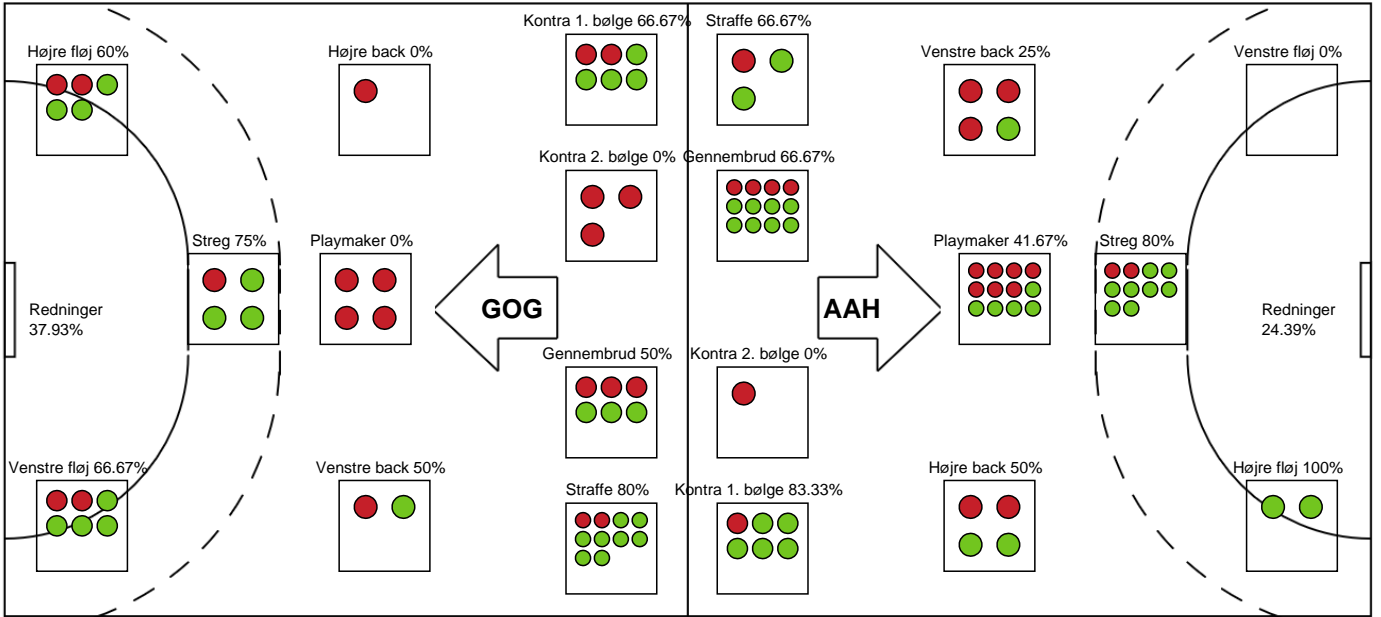 Kontra 1. bølge 66.67%
Straffe 66.67%
Højre fløj 60%
Højre back 0%
Venstre back 25%
Venstre fløj 0%
Kontra 2. bølge 0%
Gennembrud 66.67%
Streg 75%
Playmaker 0%
Playmaker 41.67%
Streg 80%
Redninger
37.93%
GOG
AAH
Redninger
24.39%
Gennembrud 50%
Kontra 2. bølge 0%
Venstre fløj 66.67%
Venstre back 50%
Højre back 50%
Højre fløj 100%
Straffe 80%
Kontra 1. bølge 83.33%